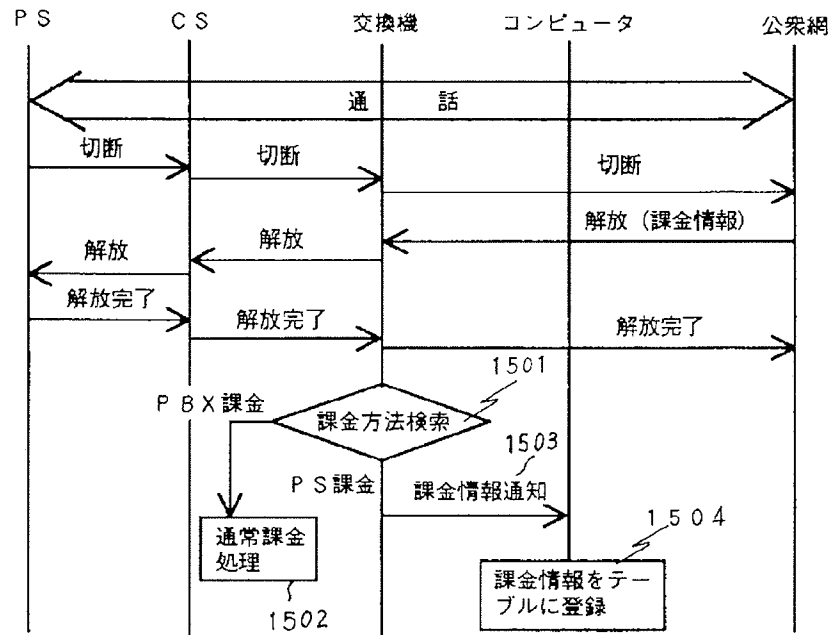 ＰＳ ＣＳ 交換機 コンピュータ 公衆網
通 話
切断 切断 切断
解放（課金情報）
解放 解放
解放完了 解放完了 解放完了
1501
ＰＢＸ課金 課金方法検索
1503
ＰＳ課金 課金情報通知
1504
通常課金
処理
課金情報をテー
ブルに登録
1502